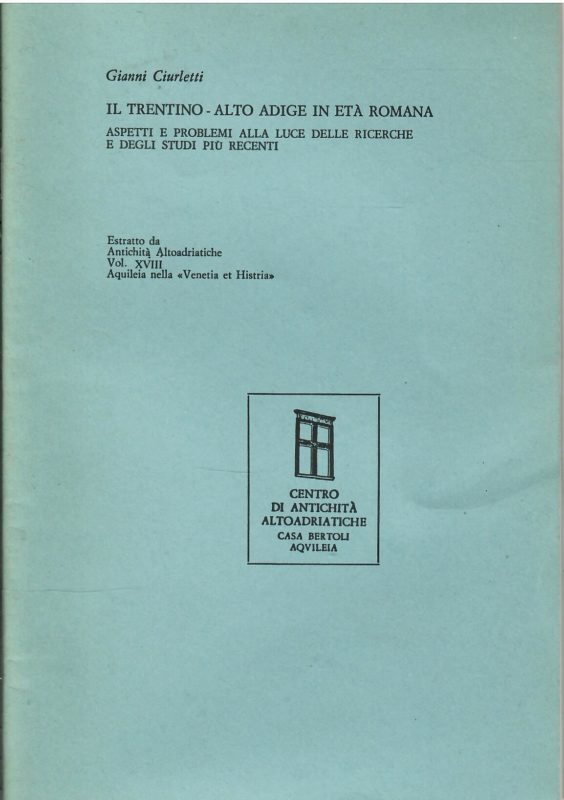 Gianni Ciurletti
IL TRENTINO - ALTO ADIGE IN ETÀ ROMANA
ASPETTI E PROBLEMI ALLA LUCE DELLE RICERCHE
E DEGLI STUDI PIÙ RECENTI
Estratto da
Antichità Altoadriatiche
Vol. XVIII
Aquileia nella «Venetia et Histria»
CENTRO
DI ANTICHITÀ
ALTOADRIATICHE
CASA BERTOLI
AQVILEIA